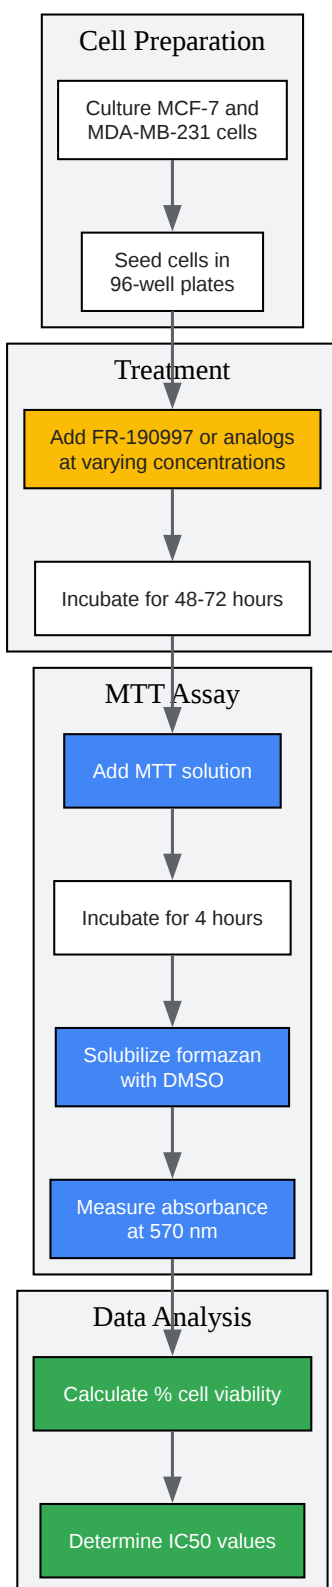 Cell Preparation
Culture MCF-7 and
MDA-MB-231 cells
Seed cells in
96-well plates
Treatment
Add FR-190997 or analogs
at varying concentrations
Incubate for 48-72 hours
MTT Assay
Add MTT solution
Incubate for 4 hours
Solubilize formazan
with DMSO
Measure absorbance
at 570 nm
Data Analysis
Calculate % cell viability
Determine IC50 values